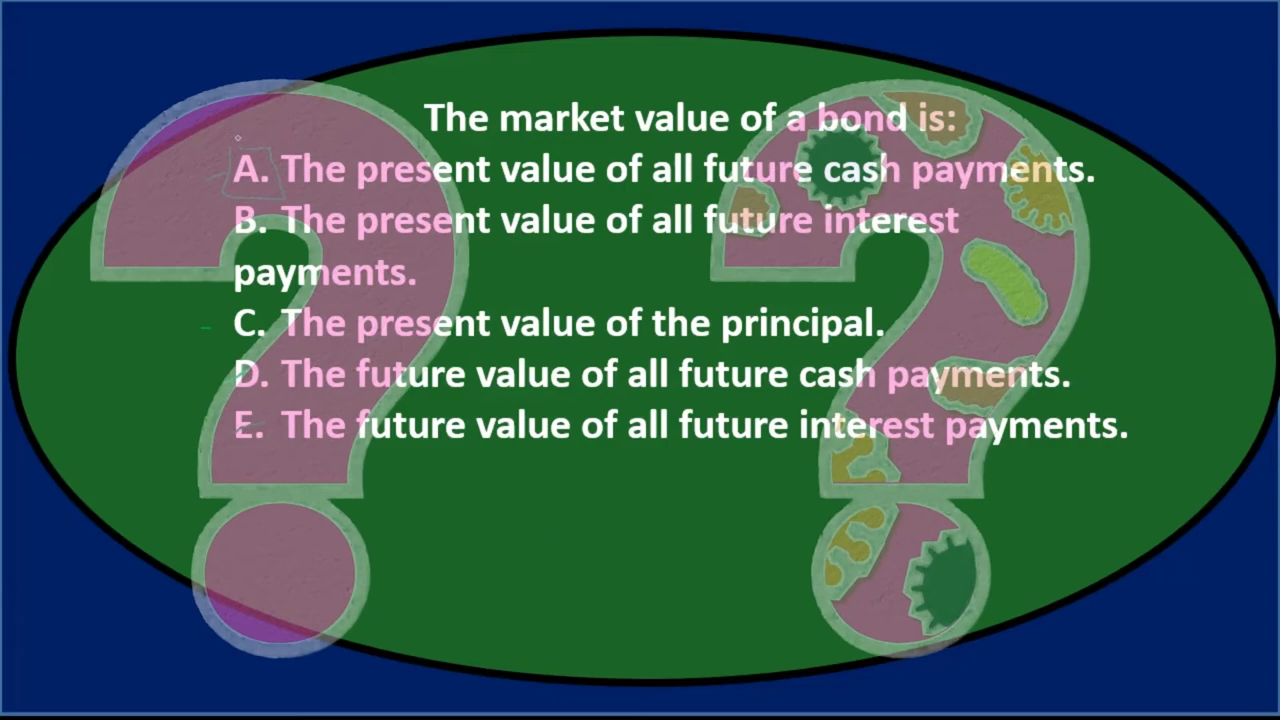 The market value of a bond is:
A. The present value of all future cash payments.
B. The present value of all future interest
payments.
C. The present value of the principal.
D. The future value of all future cash payments.
E. The future value of all future interest payments.